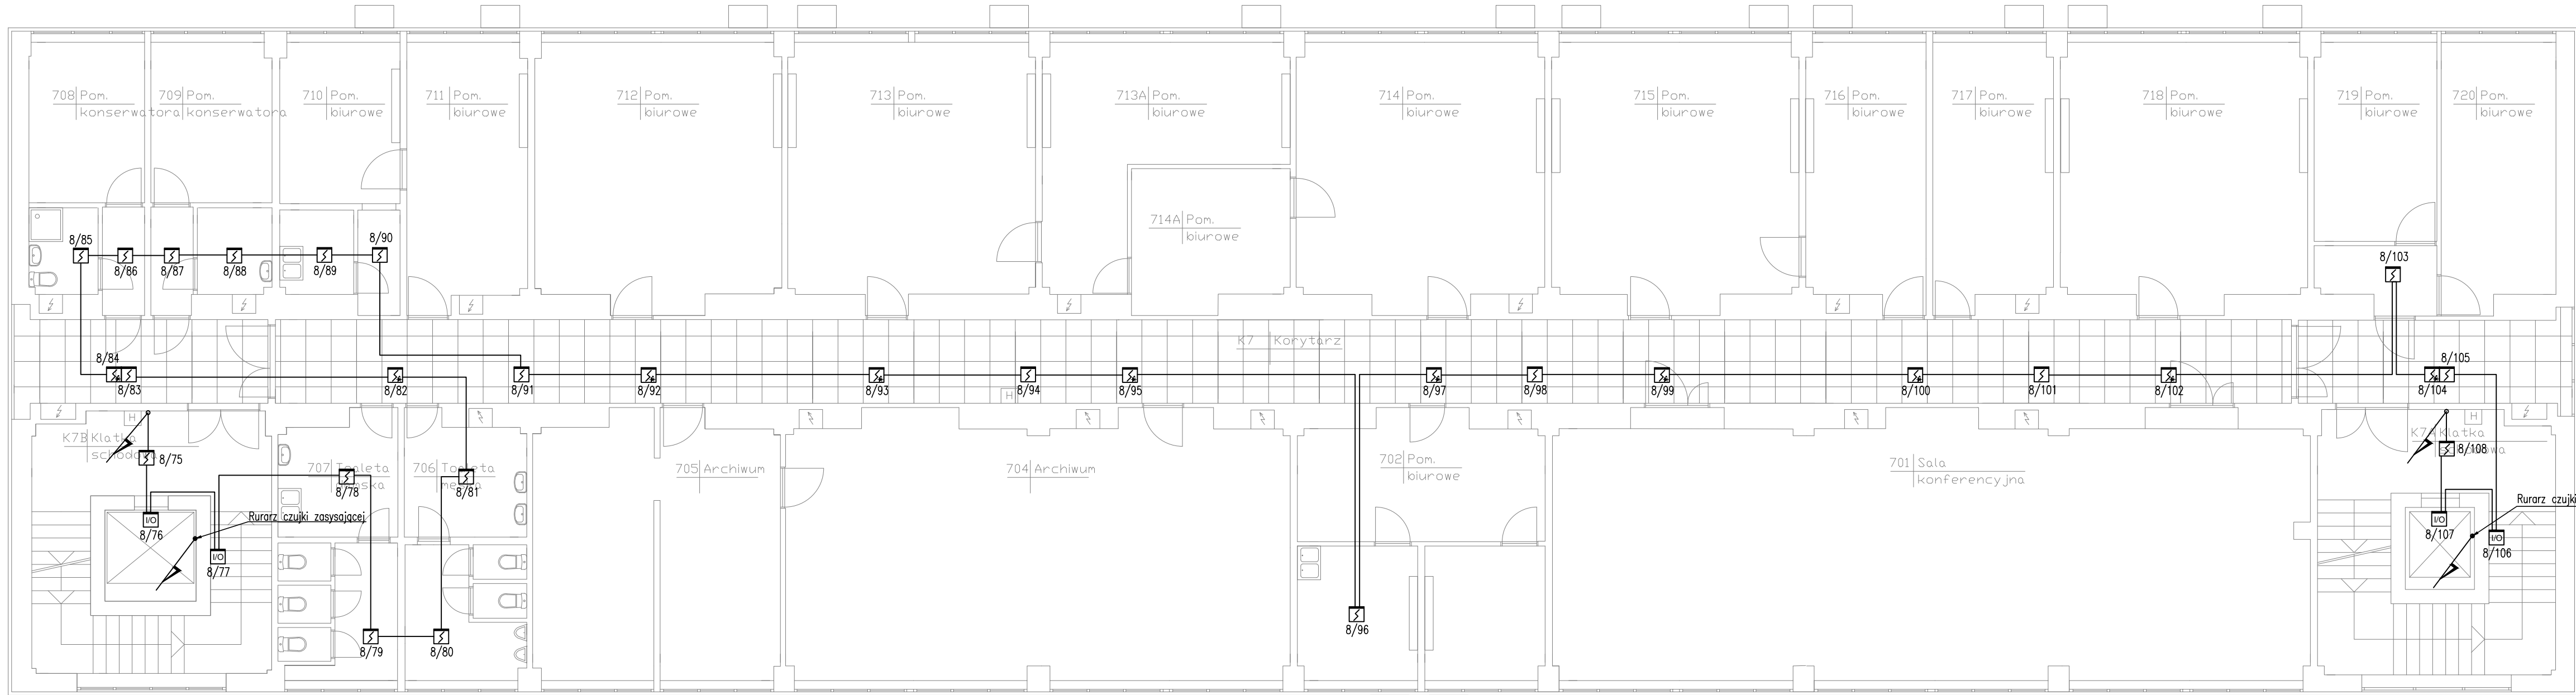 708 Pom.
konserwatora
709 Pom.
konserwatora
710 Pom.
biurowe
711 Pom.
biurowe
712 Pom.
biurowe
713 Pom.
biurowe
713A Pom.
biurowe
714 Pom.
biurowe
715 Pom.
biurowe
716 Pom.
biurowe
717 Pom.
biurowe
718 Pom.
biurowe
719 Pom.
biurowe
720 Pom.
biurowe
714A Pom.
biurowe
8/85
8/86
8/87
8/88
8/89
8/90
8/103
K7 Korytarz
8/84
8/83
8/82
8/91
8/92
8/93
8/94
8/95
8/97
8/98
8/99
8/100
8/101
8/102
8/104
8/105
H
H
H
K7B Klatka
schodowa
8/75
707 Toaleta
8/78
706 Toaleta
8/81
705 Archiwum
704 Archiwum
702 Pom.
biurowe
701 Sala
konferencyjna
K7A Klatka
8/108
I/O
8/76
Rurarz czujki zasysającej
I/O
8/77
8/79
8/80
8/96
I/O
8/107
Rurarz czujki
I/O
8/106